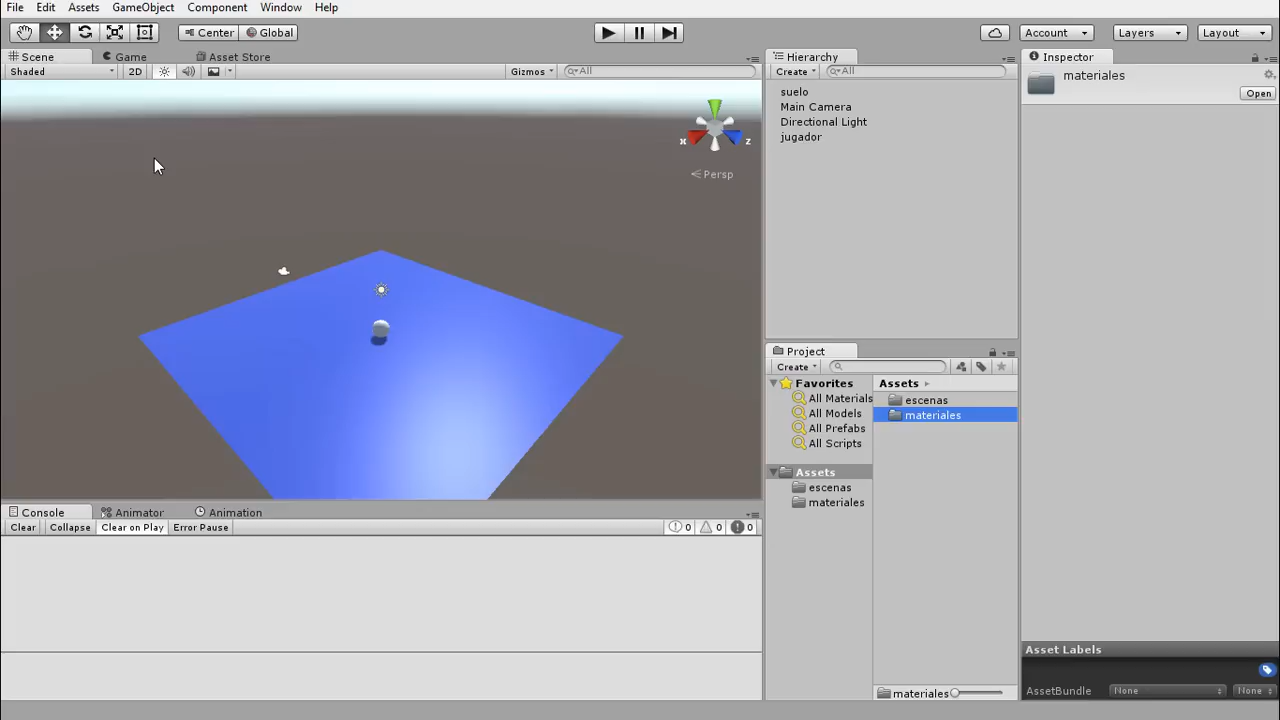 File Edit Assets GameObject Component Window Help
Center Global Account Layers Layout
Scene Game Asset Store
Shaded 2D Gizmos All
x z
Persp
Hierarchy
Create All
suelo
Main Camera
Directional Light
jugador
Project
Create
Favorites
All Materials
All Models
All Prefabs
All Scripts
Assets
escenas
materiales
Assets
escenas
materiales
materiales
Inspector
materiales
Open
Asset Labels
AssetBundle None None
Console Animator Animation
Clear Collapse Clear on Play Error Pause 0 0 0